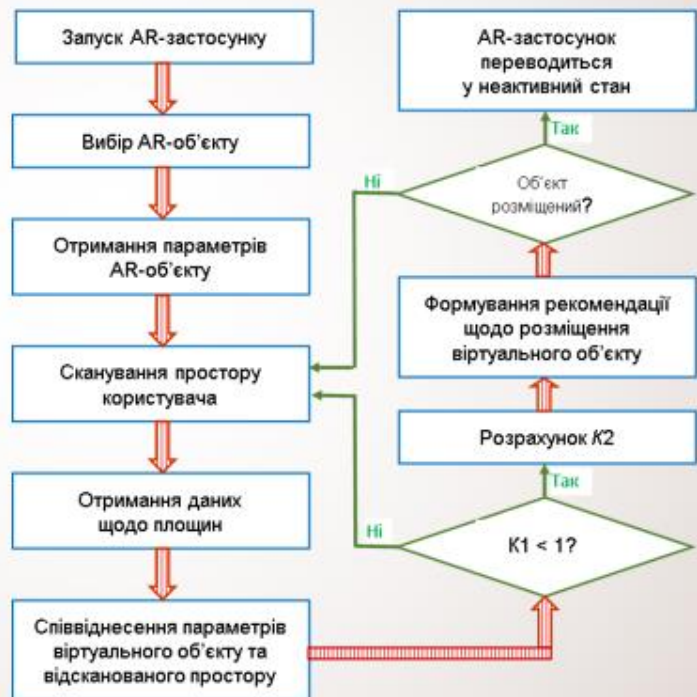 Запуск AR-застосунку
Вибір AR-об'єкту
Отримання параметрів
AR-об'єкту
Сканування простору
користувача
Отримання даних
щодо площин
Співвіднесення параметрів
віртуального об'єкту та
відсканованого простору
AR-застосунок
переводиться
у неактивний стан
Так
Ні
Об'єкт
розміщений?
Формування рекомендації
щодо розміщення
віртуального об'єкту
Розрахунок К2
Так
Ні
К1 < 1?